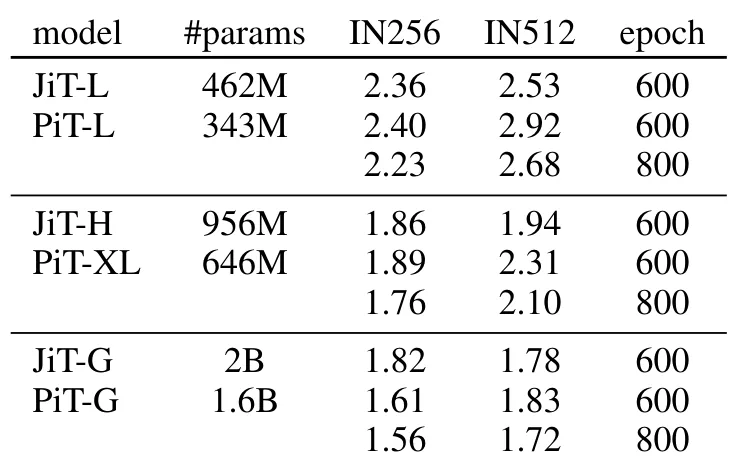 model #params IN256 IN512 epoch
JiT-L 462M 2.36 2.53 600
PiT-L 343M 2.40 2.92 600
2.23 2.68 800
JiT-H 956M 1.86 1.94 600
PiT-XL 646M 1.89 2.31 600
1.76 2.10 800
JiT-G 2B 1.82 1.78 600
PiT-G 1.6B 1.61 1.83 600
1.56 1.72 800